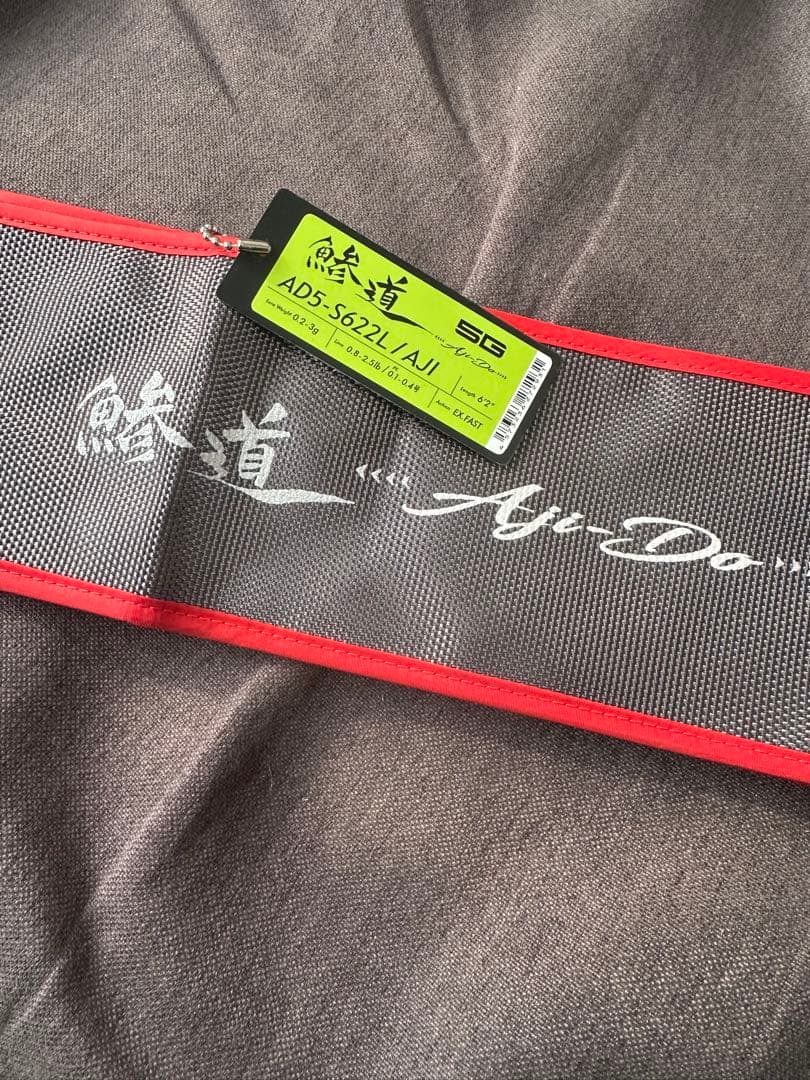 鯵道
5G
‹‹‹‹ Aji-Do ››››
AD5-S622L/AJI
Length 6'2"
Lure Weight 0.2-3g
Line 0.8-2.5lb / PE 0.1-0.4号
Action EX.FAST
鯵道 ‹‹‹‹ Aji-Do ›››